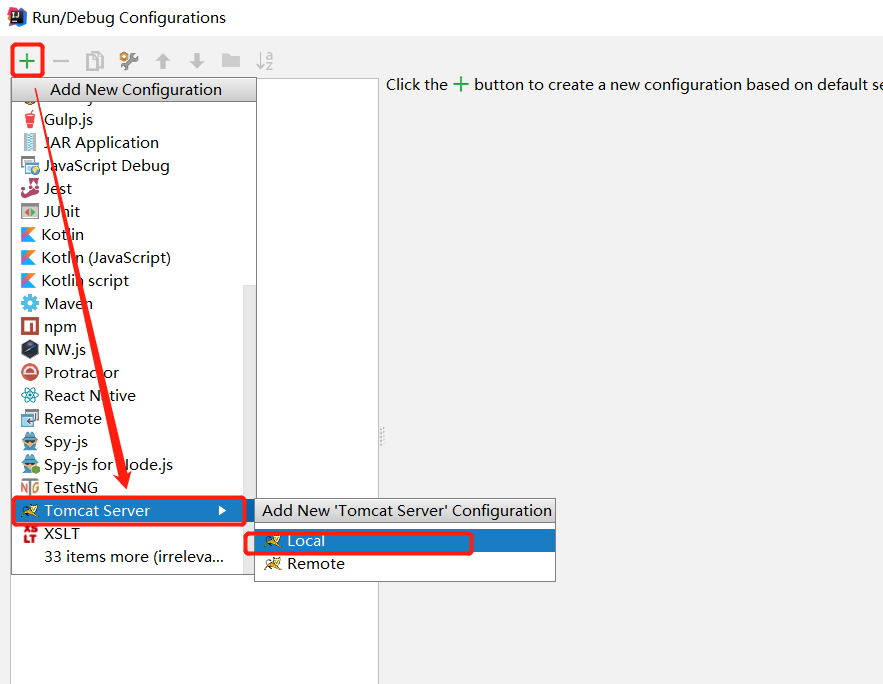 Run/Debug Configurations
Add New Configuration
Click the + button to create a new configuration based on default se
Gulp.js
JAR Application
JavaScript Debug
Jest
JUnit
Kotlin
Kotlin (JavaScript)
Kotlin script
Maven
npm
NW.js
Protractor
React Native
Remote
Spy-js
Spy-js for Node.js
TestNG
Tomcat Server
XSLT
33 items more (irreleva...
Add New 'Tomcat Server' Configuration
Local
Remote